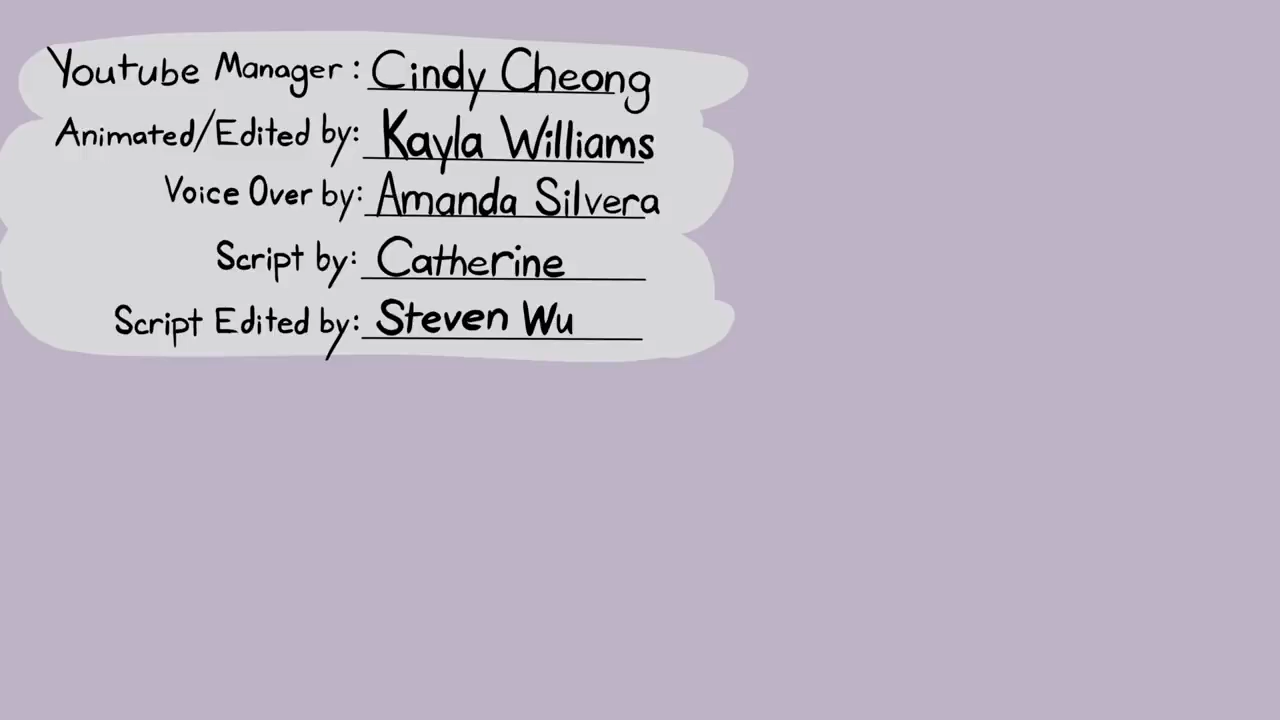 Youtube Manager: Cindy Cheong
Animated/Edited by: Kayla Williams
Voice Over by: Amanda Silvera
Script by: Catherine
Script Edited by: Steven Wu